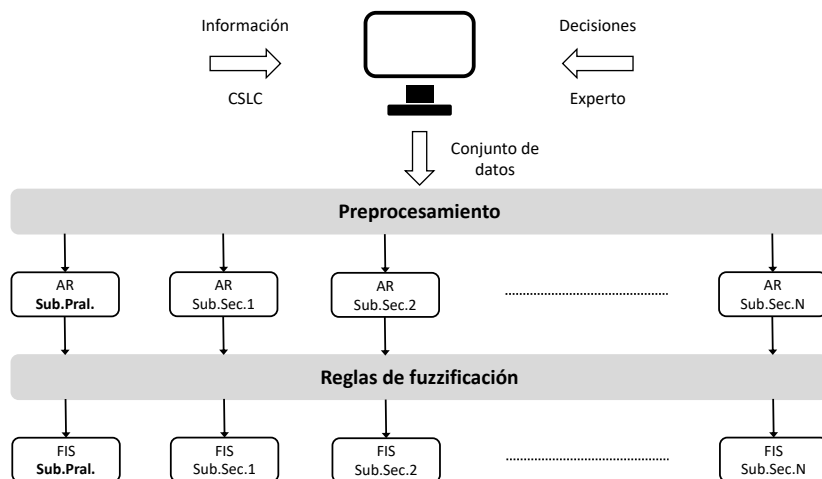 Información
Decisiones
CSLC
Experto
Conjunto de
datos
Preprocesamiento
AR
Sub.Pral.
AR
Sub.Sec.1
AR
Sub.Sec.2
AR
Sub.Sec.N
Reglas de fuzzificación
FIS
Sub.Pral.
FIS
Sub.Sec.1
FIS
Sub.Sec.2
FIS
Sub.Sec.N